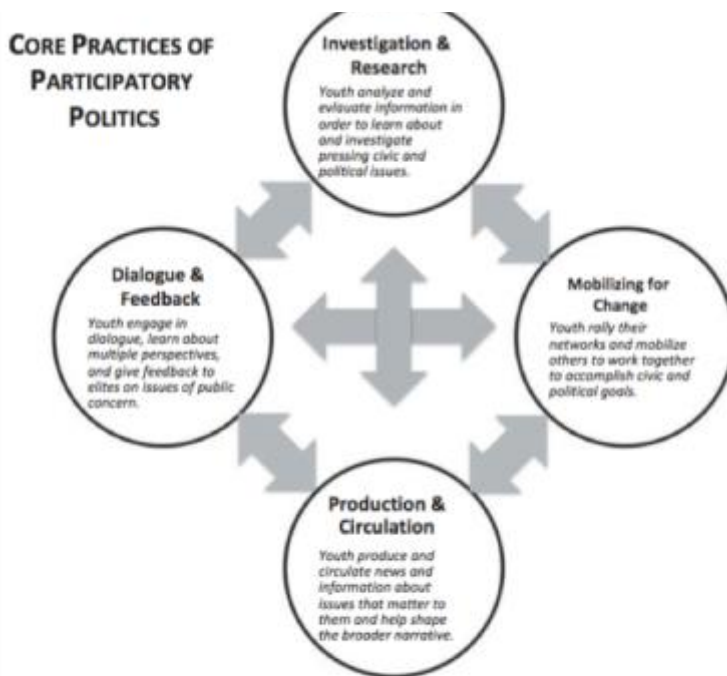 CORE PRACTICES OF
PARTICIPATORY
POLITICS
Investigation &
Research
Youth analyze and
evlauate information in
order to learn about
and investigate
pressing civic and
political issues.
Dialogue &
Feedback
Youth engage in
dialogue, learn about
multiple perspectives,
and give feedback to
elites on issues of public
concern.
Mobilizing for
Change
Youth rally their
networks and mobilize
others to work together
to accomplish civic and
political goals.
Production &
Circulation
Youth produce and
circulate news and
information about
issues that matter to
them and help shape
the broader narrative.